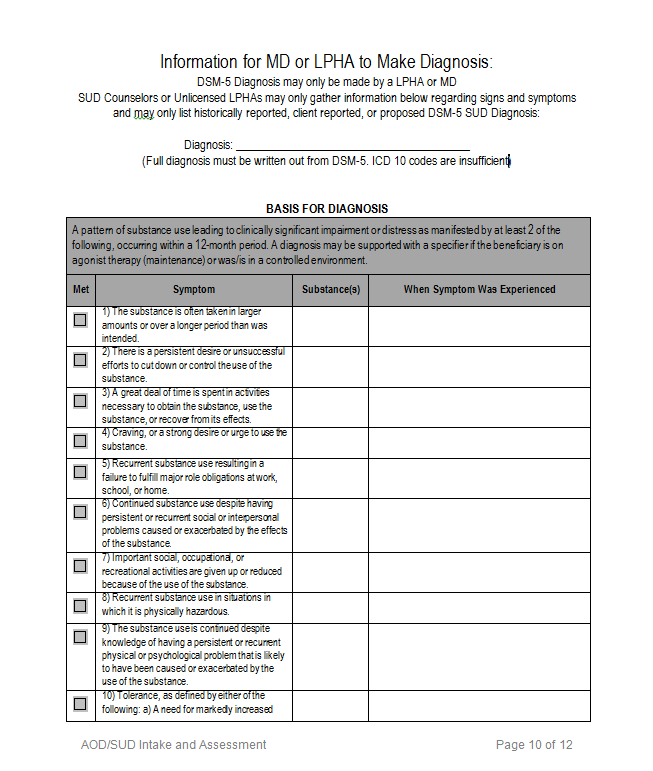 Information for MD or LPHA to Make Diagnosis:
DSM-5 Diagnosis may only be made by a LPHA or MD
SUD Counselors or Unlicensed LPHAs may only gather information below regarding signs and symptoms
and may only list historically reported, client reported, or proposed DSM-5 SUD Diagnosis:
Diagnosis: ____________________________________
(Full diagnosis must be written out from DSM-5. ICD 10 codes are insufficient)
BASIS FOR DIAGNOSIS
A pattern of substance use leading to clinically significant impairment or distress as manifested by at least 2 of the
following, occurring within a 12-month period. A diagnosis may be supported with a specifier if the beneficiary is on
agonist therapy (maintenance) or was/is in a controlled environment.
Met Symptom Substance(s) When Symptom Was Experienced
1) The substance is often taken in larger
amounts or over a longer period than was
intended.
2) There is a persistent desire or unsuccessful
efforts to cut down or control the use of the
substance.
3) A great deal of time is spent in activities
necessary to obtain the substance, use the
substance, or recover from its effects.
4) Craving, or a strong desire or urge to use the
substance.
5) Recurrent substance use resulting in a
failure to fulfill major role obligations at work,
school, or home.
6) Continued substance use despite having
persistent or recurrent social or interpersonal
problems caused or exacerbated by the effects
of the substance.
7) Important social, occupational, or
recreational activities are given up or reduced
because of the use of the substance.
8) Recurrent substance use in situations in
which it is physically hazardous.
9) The substance use is continued despite
knowledge of having a persistent or recurrent
physical or psychological problem that is likely
to have been caused or exacerbated by the
use of the substance.
10) Tolerance, as defined by either of the
following: a) A need for markedly increased
AOD/SUD Intake and Assessment Page 10 of 12